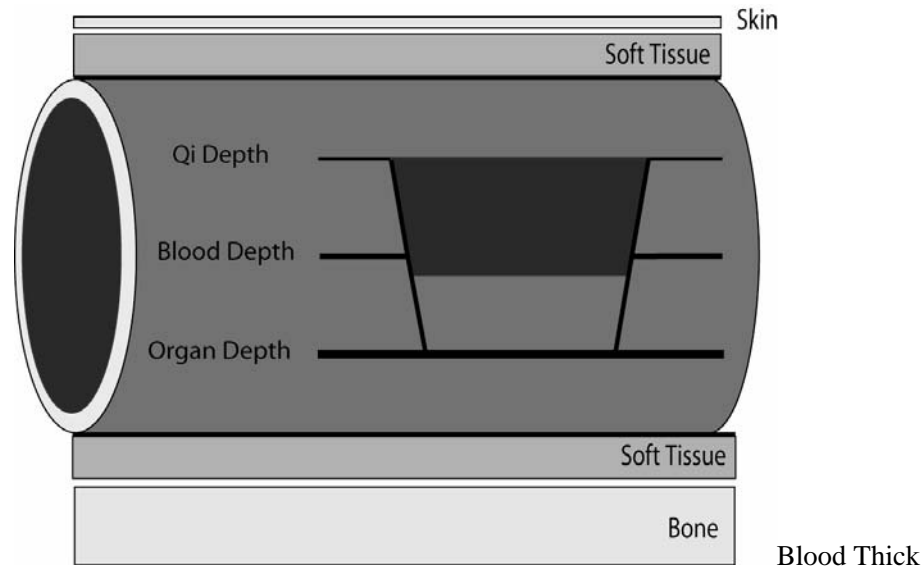 Skin
Soft Tissue
Qi Depth
Blood Depth
Organ Depth
Soft Tissue
Bone
Blood Thick